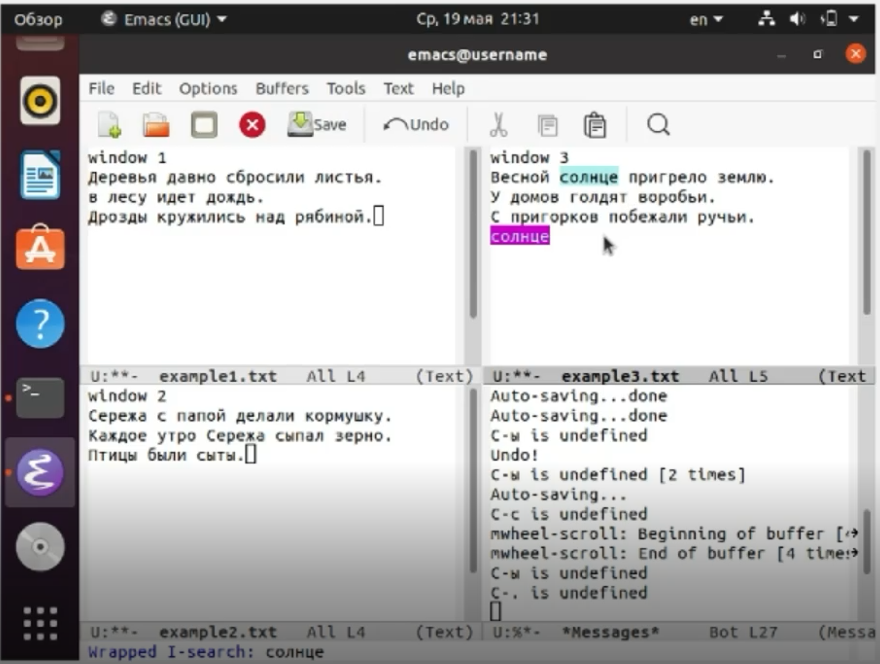 Обзор Emacs (GUI) Ср, 19 мая 21:31 en
emacs@username
File Edit Options Buffers Tools Text Help
Save Undo
window 1
Деревья давно сбросили листья.
в лесу идет дождь.
Дрозды кружились над рябиной.
U:**- example1.txt All L4 (Text)
window 3
Весной солнце пригрело землю.
У домов голдят воробьи.
С пригорков побежали ручьи.
солнце
U:**- example3.txt All L5 (Text
window 2
Сережа с папой делали кормушку.
Каждое утро Сережа сыпал зерно.
Птицы были сыты.
U:**- example2.txt All L4 (Text)
Auto-saving...done
Auto-saving...done
C-ы is undefined
Undo!
C-ы is undefined [2 times]
Auto-saving...
C-с is undefined
mwheel-scroll: Beginning of buffer [
mwheel-scroll: End of buffer [4 time
C-ы is undefined
C-. is undefined
U:%*- *Messages* Bot L27 (Messa
Wrapped I-search: солнце